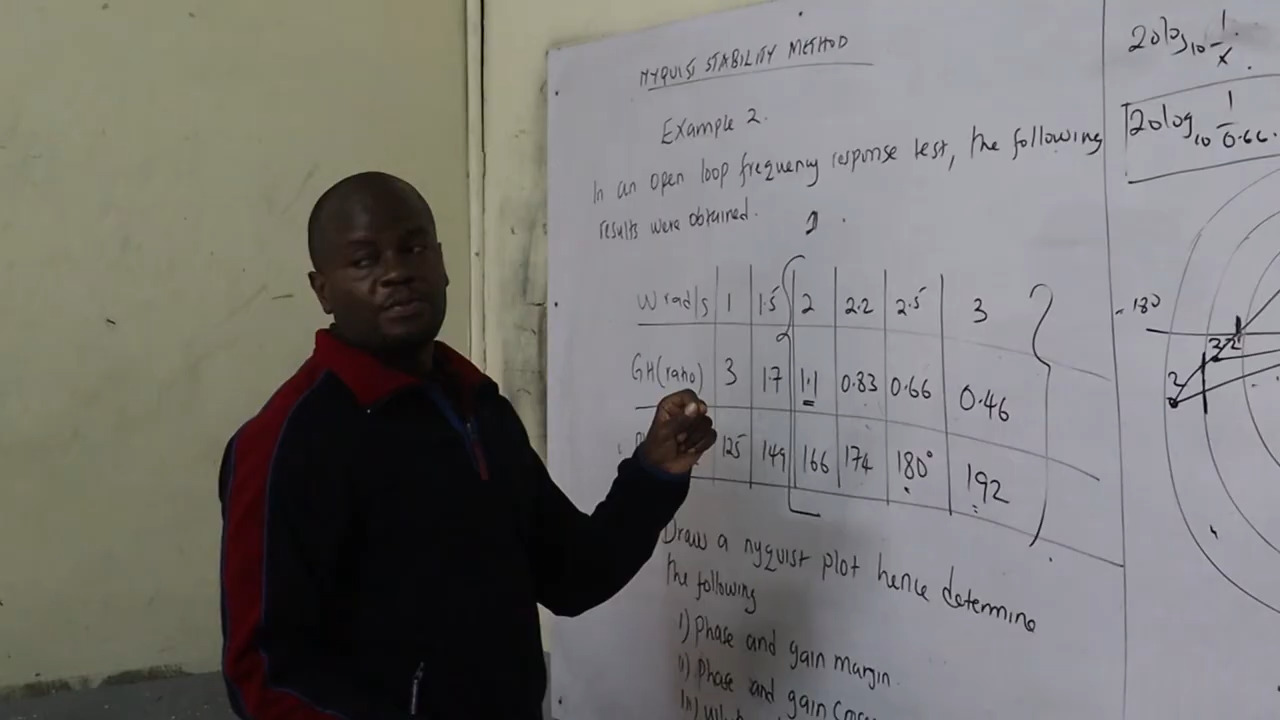 NYQUIST STABILITY METHOD
Example 2.
In an open loop frequency response test, the following
results were obtained.
W rad/s 1 1.5 2 2.2 2.5 3
GH(ratio) 3 1.7 1.1 0.83 0.66 0.46
125 149 166 174 180° 192
Draw a nyquist plot hence determine
the following
i) Phase and gain margin
ii) Phase and gain
iii)
20log10 1/x
20log10 1/0.66
-180